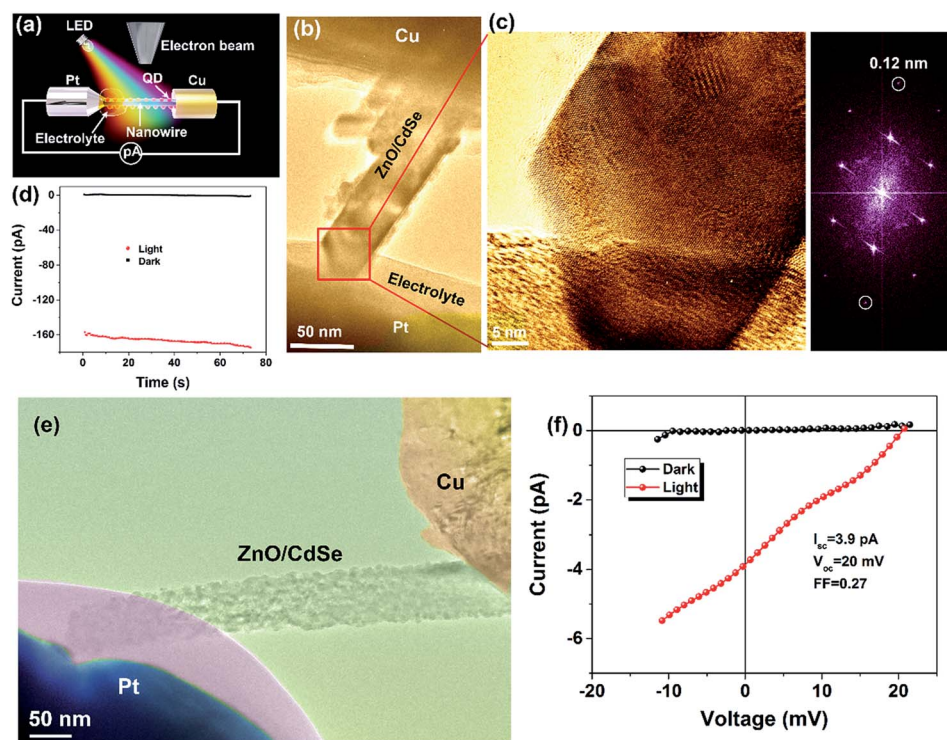 (a)
LED
Electron beam
Pt
QD
Cu
Electrolyte
Nanowire
pA
(b)
Cu
ZnO/CdSe
Electrolyte
Pt
50 nm
(c)
5 nm
0.12 nm
(d)
Current (pA)
0
-40
-80
-120
-160
Light
Dark
0
20
40
60
80
Time (s)
(e)
Cu
ZnO/CdSe
Pt
50 nm
(f)
Current (pA)
0
-2
-4
-6
Dark
Light
Isc=3.9 pA
Voc=20 mV
FF=0.27
-20
-10
0
10
20
Voltage (mV)